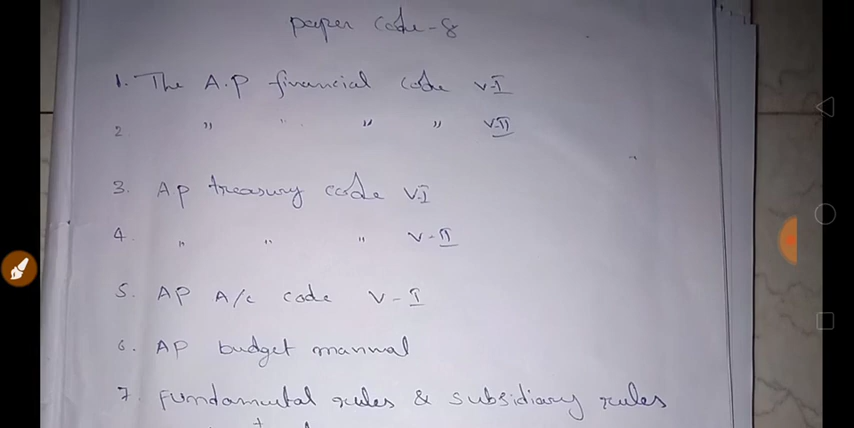 paper code-8
1. The A.P financial code V-I
2 " " " " V-II
3. AP treasury code V-I
4. " " " V-II
5. AP A/c code V-I
6. AP budget manual
7. Fundamental rules & subsidiary rules